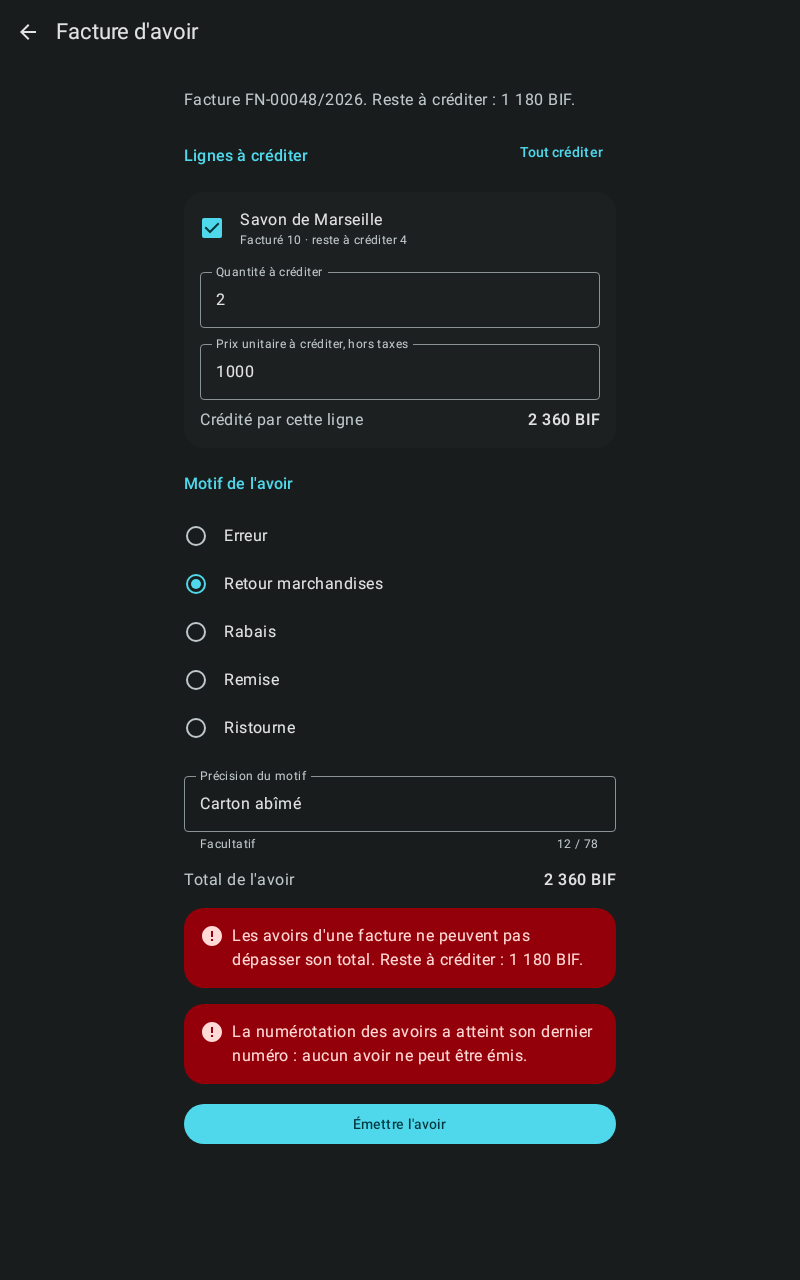 Facture d'avoir
Facture FN-00048/2026. Reste à créditer : 1 180 BIF.
Lignes à créditer
Tout créditer
Savon de Marseille
Facturé 10 · reste à créditer 4
Quantité à créditer
2
Prix unitaire à créditer, hors taxes
1000
Crédité par cette ligne 2 360 BIF
Motif de l'avoir
Erreur
Retour marchandises
Rabais
Remise
Ristourne
Précision du motif
Carton abîmé
Facultatif 12 / 78
Total de l'avoir 2 360 BIF
Les avoirs d'une facture ne peuvent pas
dépasser son total. Reste à créditer : 1 180 BIF.
La numérotation des avoirs a atteint son dernier
numéro : aucun avoir ne peut être émis.
Émettre l'avoir